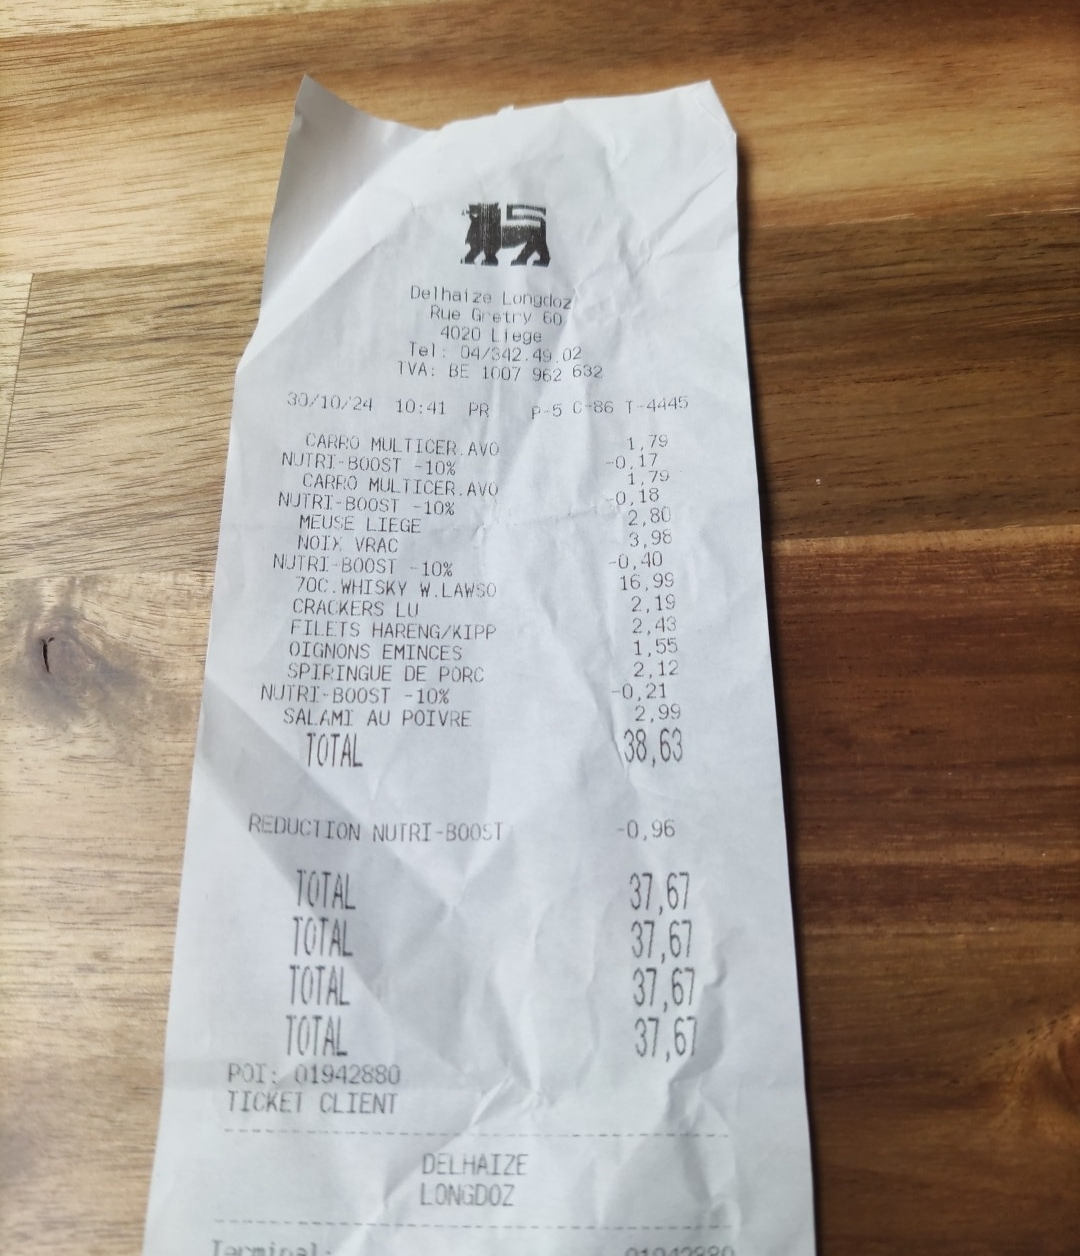 Delhaize Longdoz
Rue Gretry 60
4020 Liege
Tel: 04/342.49.02
TVA: BE 1007 962 632
30/10/24 10:41 PR P-5 C-86 T-4445
CARRO MULTICER.AVO 1,79
NUTRI-BOOST -10% -0,17
CARRO MULTICER.AVO 1,79
NUTRI-BOOST -10% -0,18
MEUSE LIEGE 2,80
NOIX VRAC 3,98
NUTRI-BOOST -10% -0,40
70C.WHISKY W.LAWSO 16,99
CRACKERS LU 2,19
FILETS HARENG/KIPP 2,43
OIGNONS EMINCES 1,55
SPIRINGUE DE PORC 2,12
NUTRI-BOOST -10% -0,21
SALAMI AU POIVRE 2,99
TOTAL 38,63
REDUCTION NUTRI-BOOST -0,96
TOTAL 37,67
TOTAL 37,67
TOTAL 37,67
TOTAL 37,67
POI: 01942880
TICKET CLIENT
DELHAIZE
LONGDOZ
Terminal: 01942880